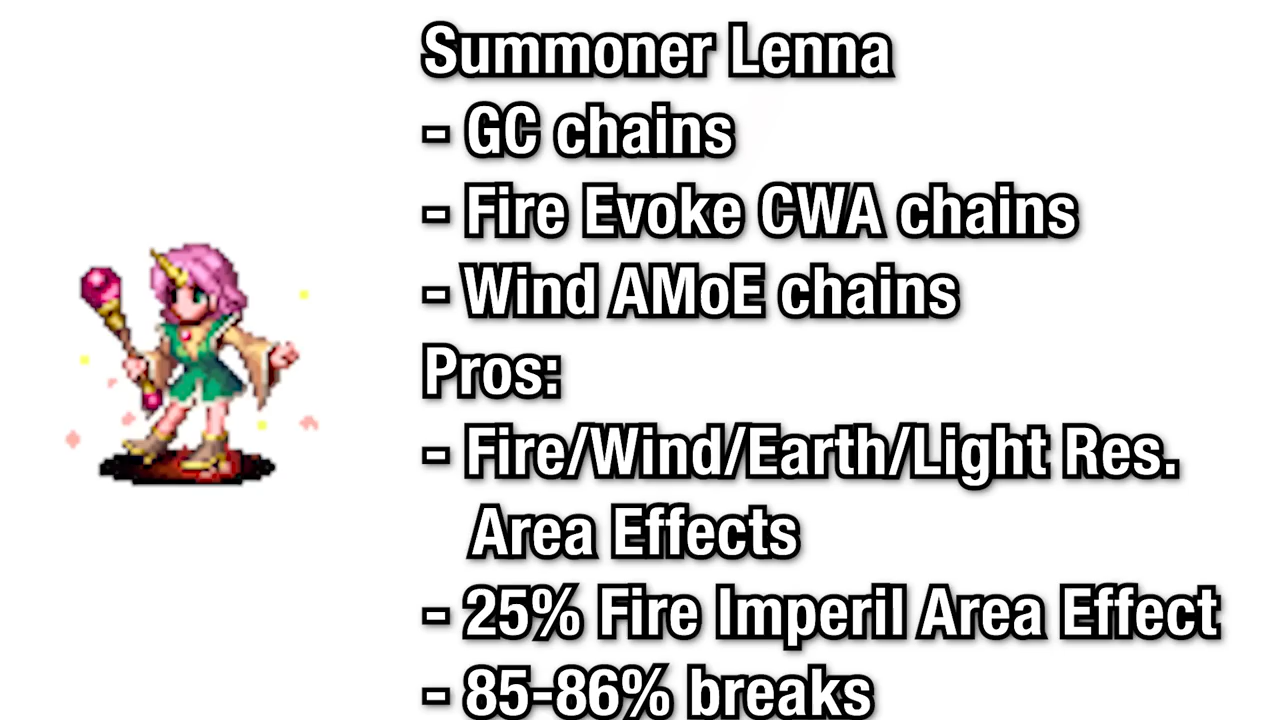 Summoner Lenna
- GC chains
- Fire Evoke CWA chains
- Wind AMoE chains
Pros:
- Fire/Wind/Earth/Light Res.
Area Effects
- 25% Fire Imperil Area Effect
- 85-86% breaks